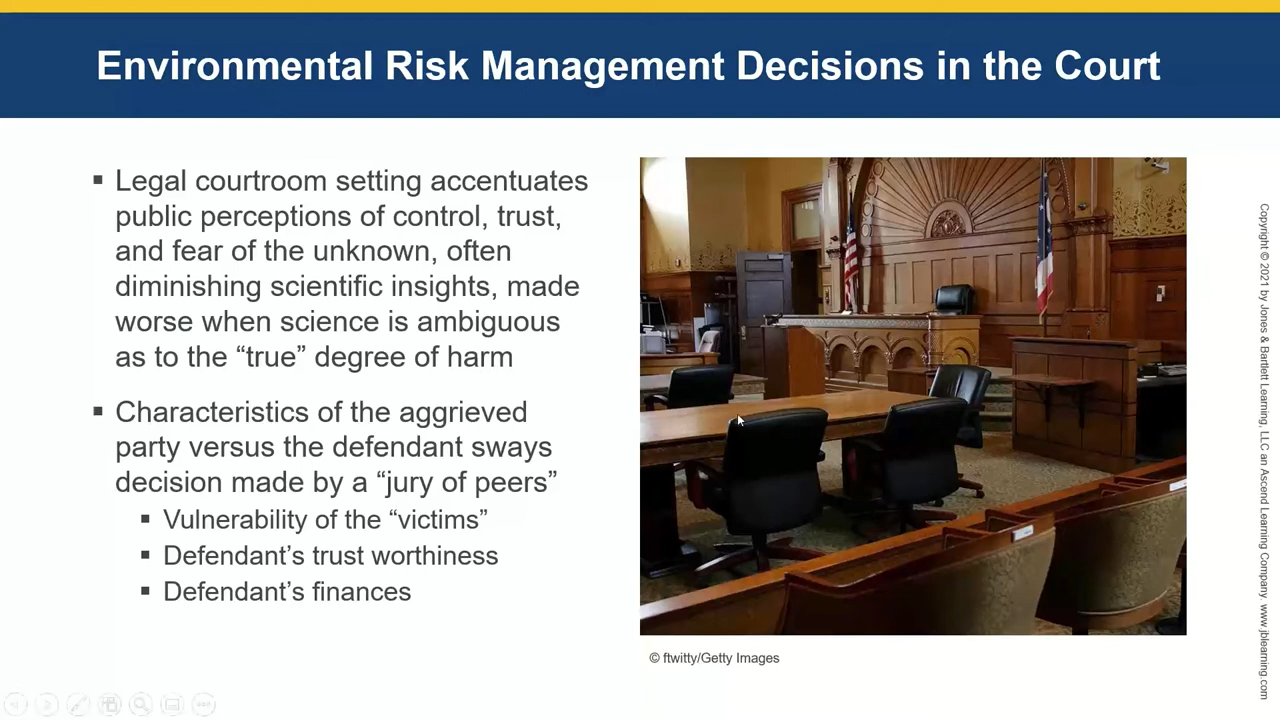 Environmental Risk Management Decisions in the Court
▪ Legal courtroom setting accentuates
public perceptions of control, trust,
and fear of the unknown, often
diminishing scientific insights, made
worse when science is ambiguous
as to the “true” degree of harm
▪ Characteristics of the aggrieved
party versus the defendant sways
decision made by a “jury of peers”
▪ Vulnerability of the “victims”
▪ Defendant’s trust worthiness
▪ Defendant’s finances
© ftwitty/Getty Images
Copyright © 2021 by Jones & Bartlett Learning, LLC an Ascend Learning Company. www.jblearning.com